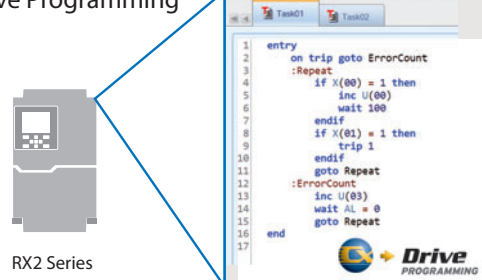 ve Programming
Task01 Task02
1 entry
2 on trip goto ErrorCount
3 :Repeat
4 if X(00) = 1 then
5 inc U(00)
6 wait 100
7 endif
8 if X(01) = 1 then
9 trip 1
10 endif
11 goto Repeat
12 :ErrorCount
13 inc U(03)
14 wait AL = 0
15 goto Repeat
16 end
17
RX2 Series
Drive
PROGRAMMING